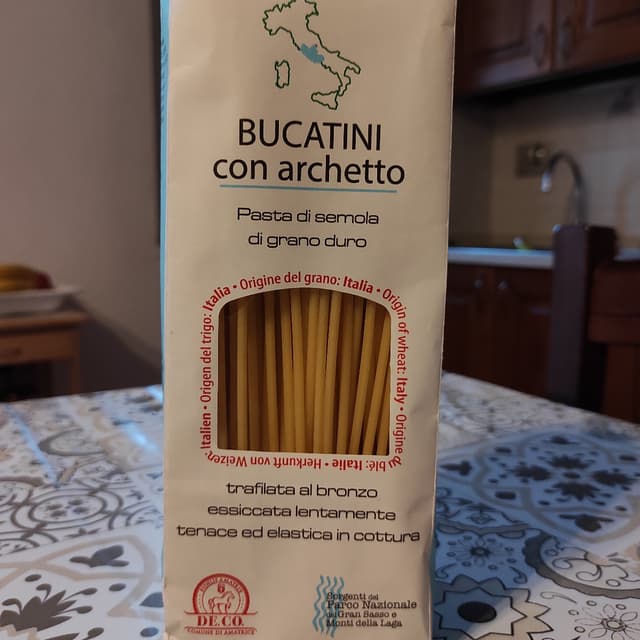 BUCATINI
con archetto
Pasta di semola
di grano duro
Italien • Origen del trigo: Italia • Origine del grano: Italia • Origin of wheat: Italy • Origine du blé: Italie • Herkunft von Weizen:
trafilata al bronzo
essiccata lentamente
tenace ed elastica in cottura
DE.CO.
COMUNE DI AMATRICE
Sorgenti del
Parco Nazionale
del Gran Sasso e
Monti della Laga